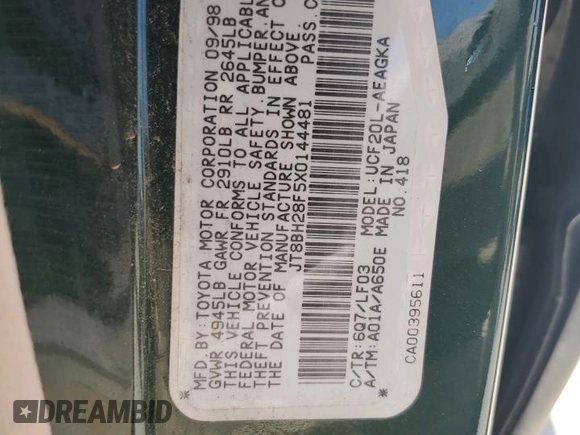 MFD. BY: TOYOTA MOTOR CORPORATION 09/98
GVWR 4945LB GAWR FR 2910LB RR 2645LB
THIS VEHICLE CONFORMS TO ALL APPLICABLE
FEDERAL MOTOR VEHICLE SAFETY, BUMPER, AND
THEFT PREVENTION STANDARDS IN EFFECT O
THE DATE OF MANUFACTURE SHOWN ABOVE.
JT8BH28F5X0144481 PASS. C
C/TR: 6Q7/LF03 MODEL: UCF20L-AEAGKA
A/TM: A01A/A650E MADE IN JAPAN
NO. 418
CA00395611
DREAMBID